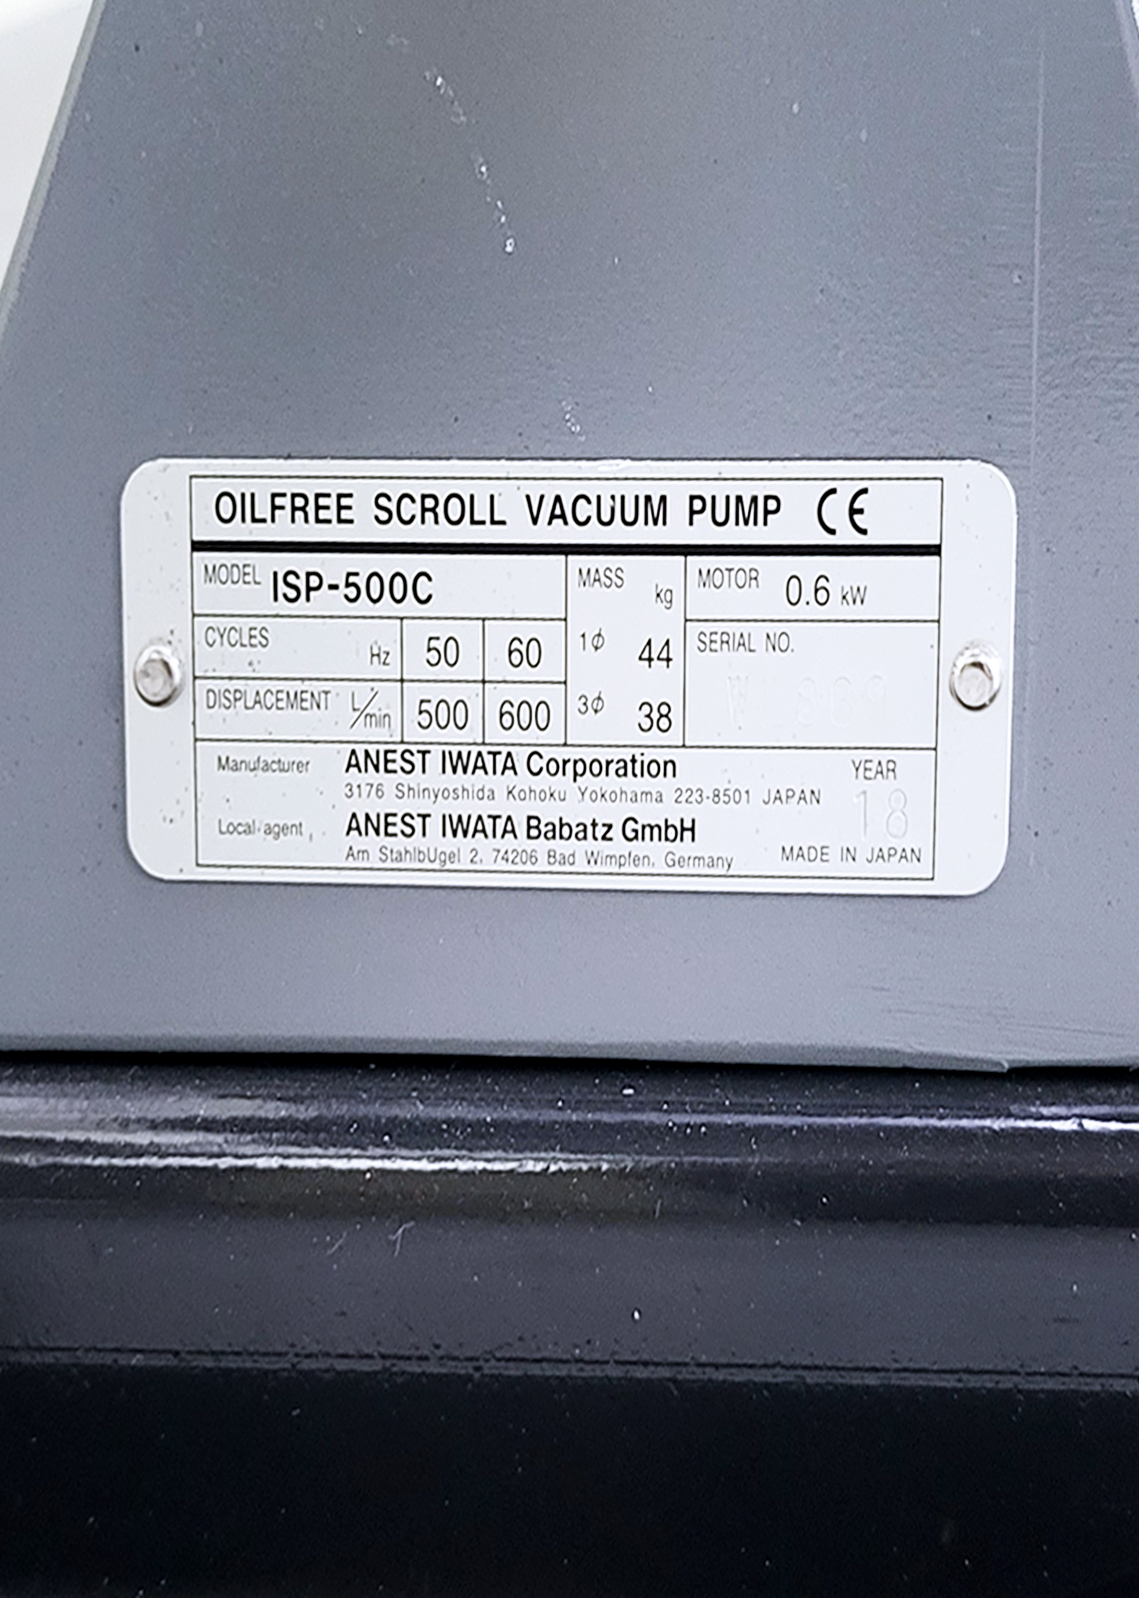 OILFREE SCROLL VACUUM PUMP CE
MODEL ISP-500C
MASS kg
MOTOR 0.6 kW
CYCLES Hz 50 60
1φ 44
SERIAL NO.
DISPLACEMENT L/min 500 600
3φ 38
Manufacturer ANEST IWATA Corporation
YEAR
3176 Shinyoshida Kohoku Yokohama 223-8501 JAPAN
18
Local agent ANEST IWATA Babatz GmbH
Am StahlbUgel 2, 74206 Bad Wimpfen, Germany
MADE IN JAPAN